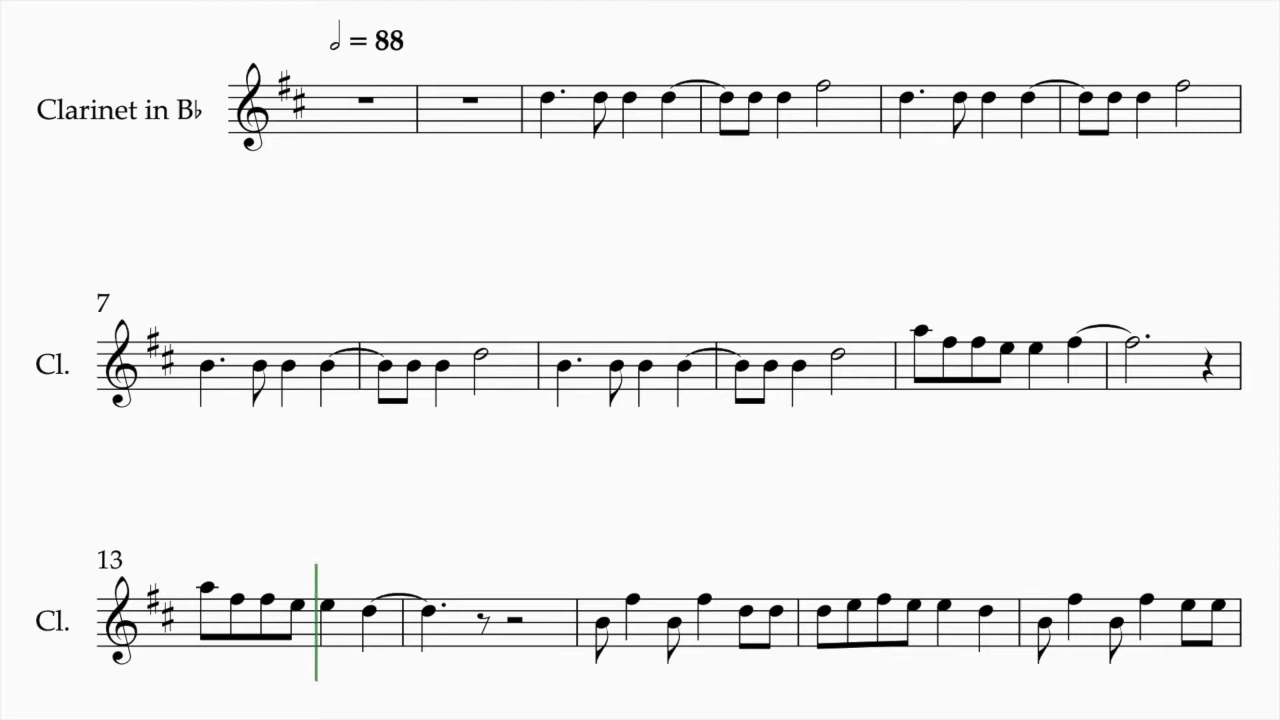 𝅗𝅥 = 88
Clarinet in B♭
7
Cl.
13
Cl.